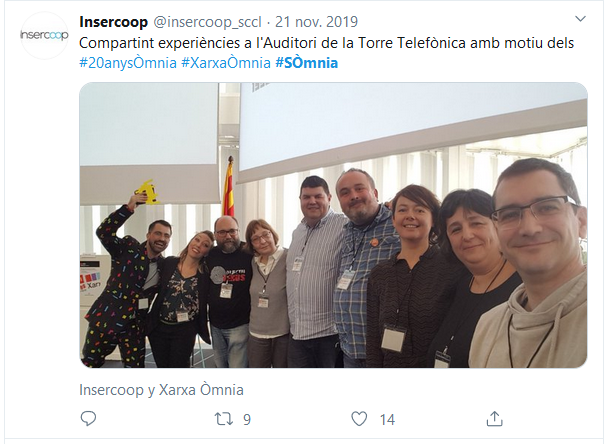 insercoop
Insercoop @insercoop_sccl · 21 nov. 2019
Compartint experiències a l'Auditori de la Torre Telefònica amb motiu dels
#20anysÒmnia #XarxaÒmnia #SÒmnia
Xar
Insercoop y Xarxa Òmnia
9
14